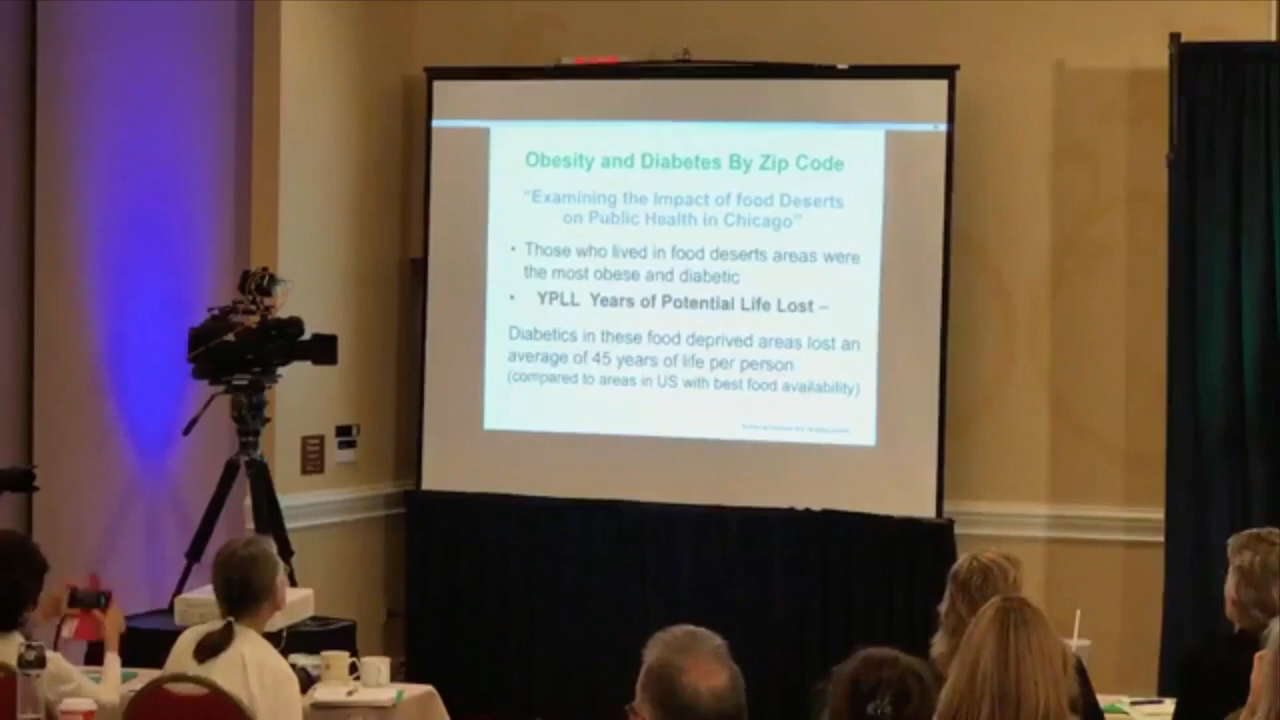 Obesity and Diabetes By Zip Code
"Examining the Impact of food Deserts
on Public Health in Chicago"
• Those who lived in food deserts areas were
the most obese and diabetic
• YPLL Years of Potential Life Lost –
Diabetics in these food deprived areas lost an
average of 45 years of life per person
(compared to areas in US with best food availability)